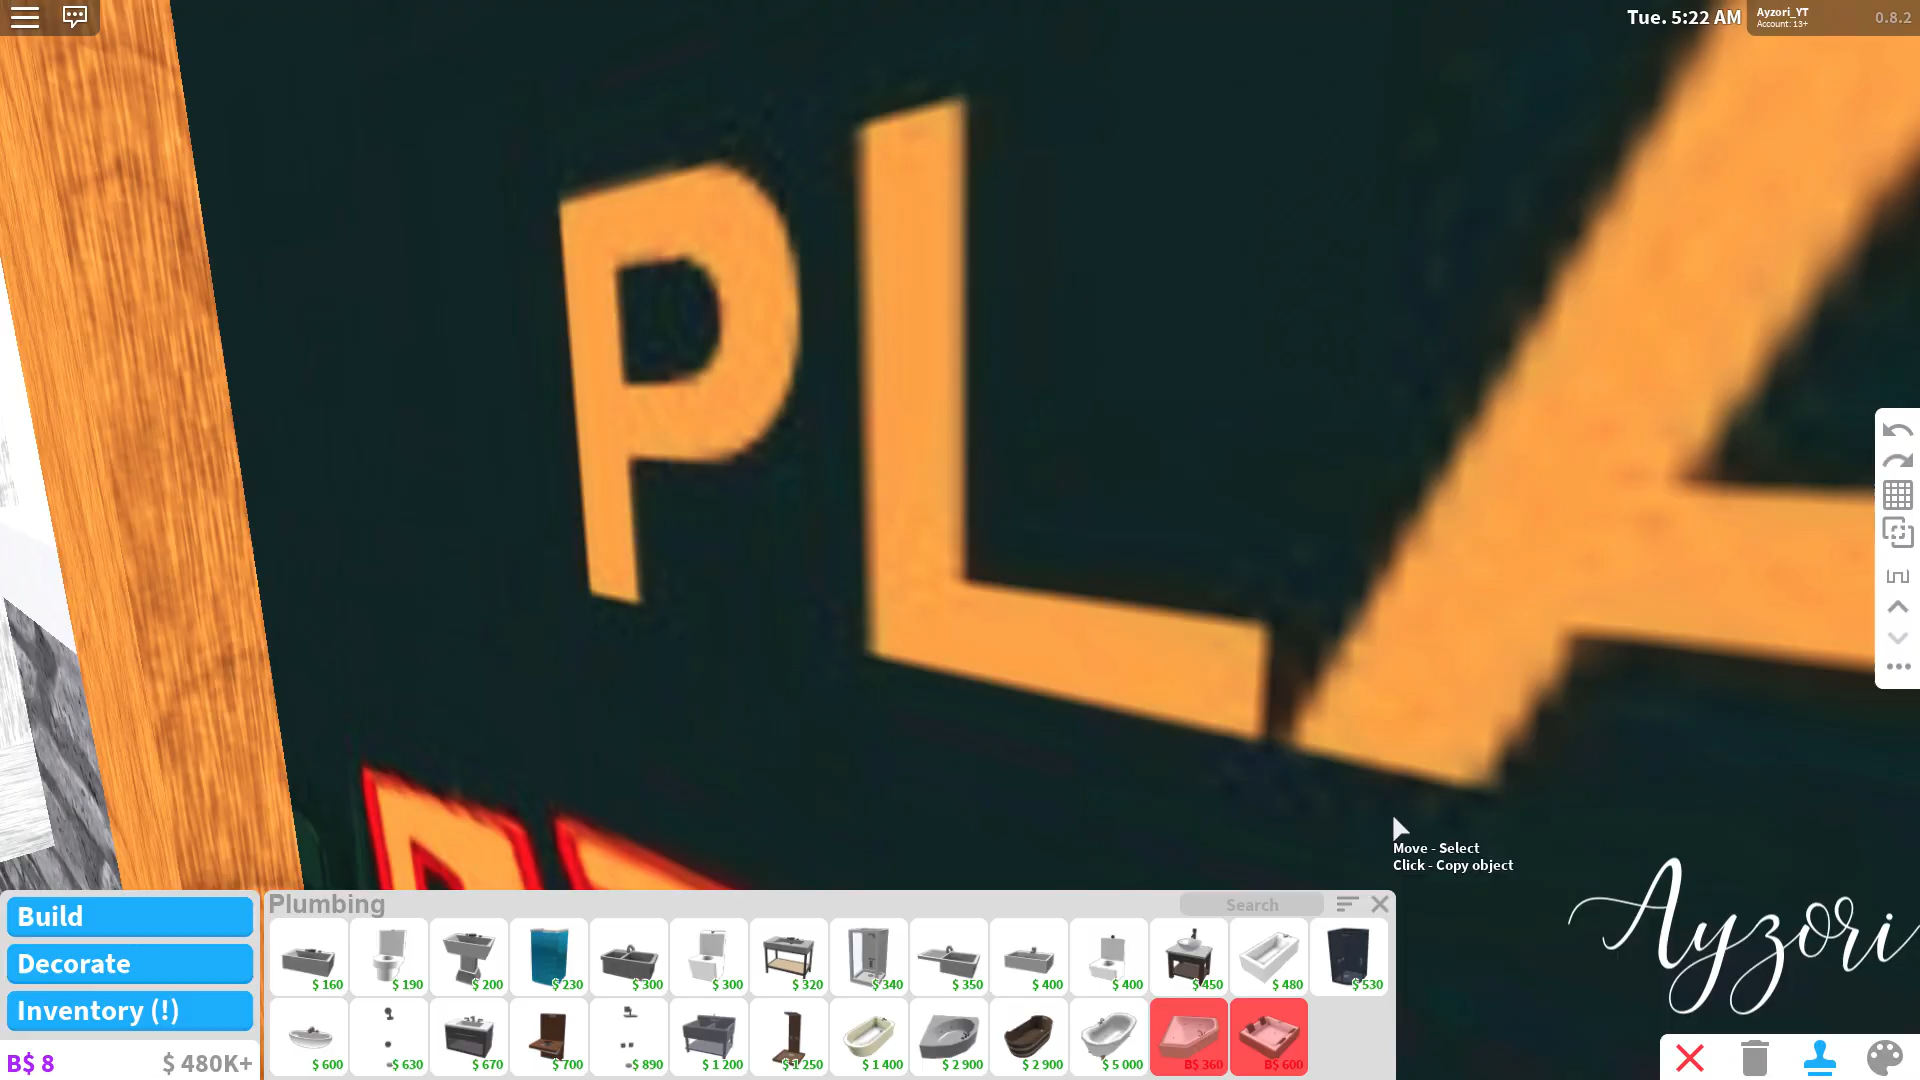 Tue. 5:22 AM
Ayzori_YT
Account: 13+
0.8.2
PLA
Move - Select
Click - Copy object
Ayzori
Build
Decorate
Inventory (!)
B$ 8
$ 480K+
Plumbing
Search
$ 160
$ 190
$ 200
$ 230
$ 300
$ 300
$ 320
$ 340
$ 350
$ 400
$ 400
$ 450
$ 480
$ 530
$ 600
$ 630
$ 670
$ 700
$ 890
$ 1 200
$ 1 250
$ 1 400
$ 2 900
$ 2 900
$ 5 000
B$ 360
B$ 600